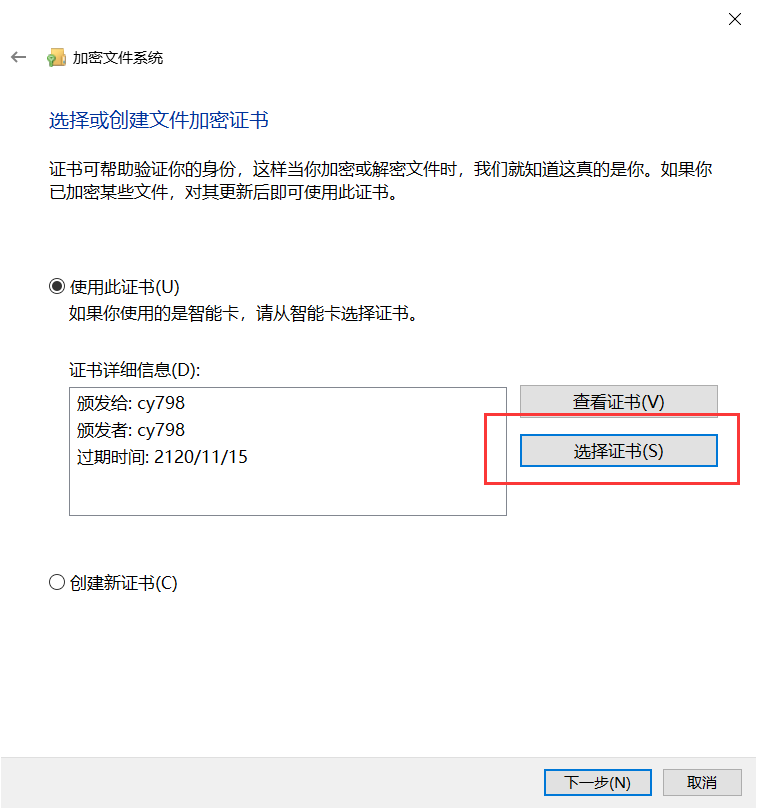 加密文件系统
选择或创建文件加密证书
证书可帮助验证你的身份，这样当你加密或解密文件时，我们就知道这真的是你。如果你
已加密某些文件，对其更新后即可使用此证书。
使用此证书(U)
如果你使用的是智能卡，请从智能卡选择证书。
证书详细信息(D):
颁发给: cy798
颁发者: cy798
过期时间: 2120/11/15
查看证书(V)
选择证书(S)
创建新证书(C)
下一步(N)
取消